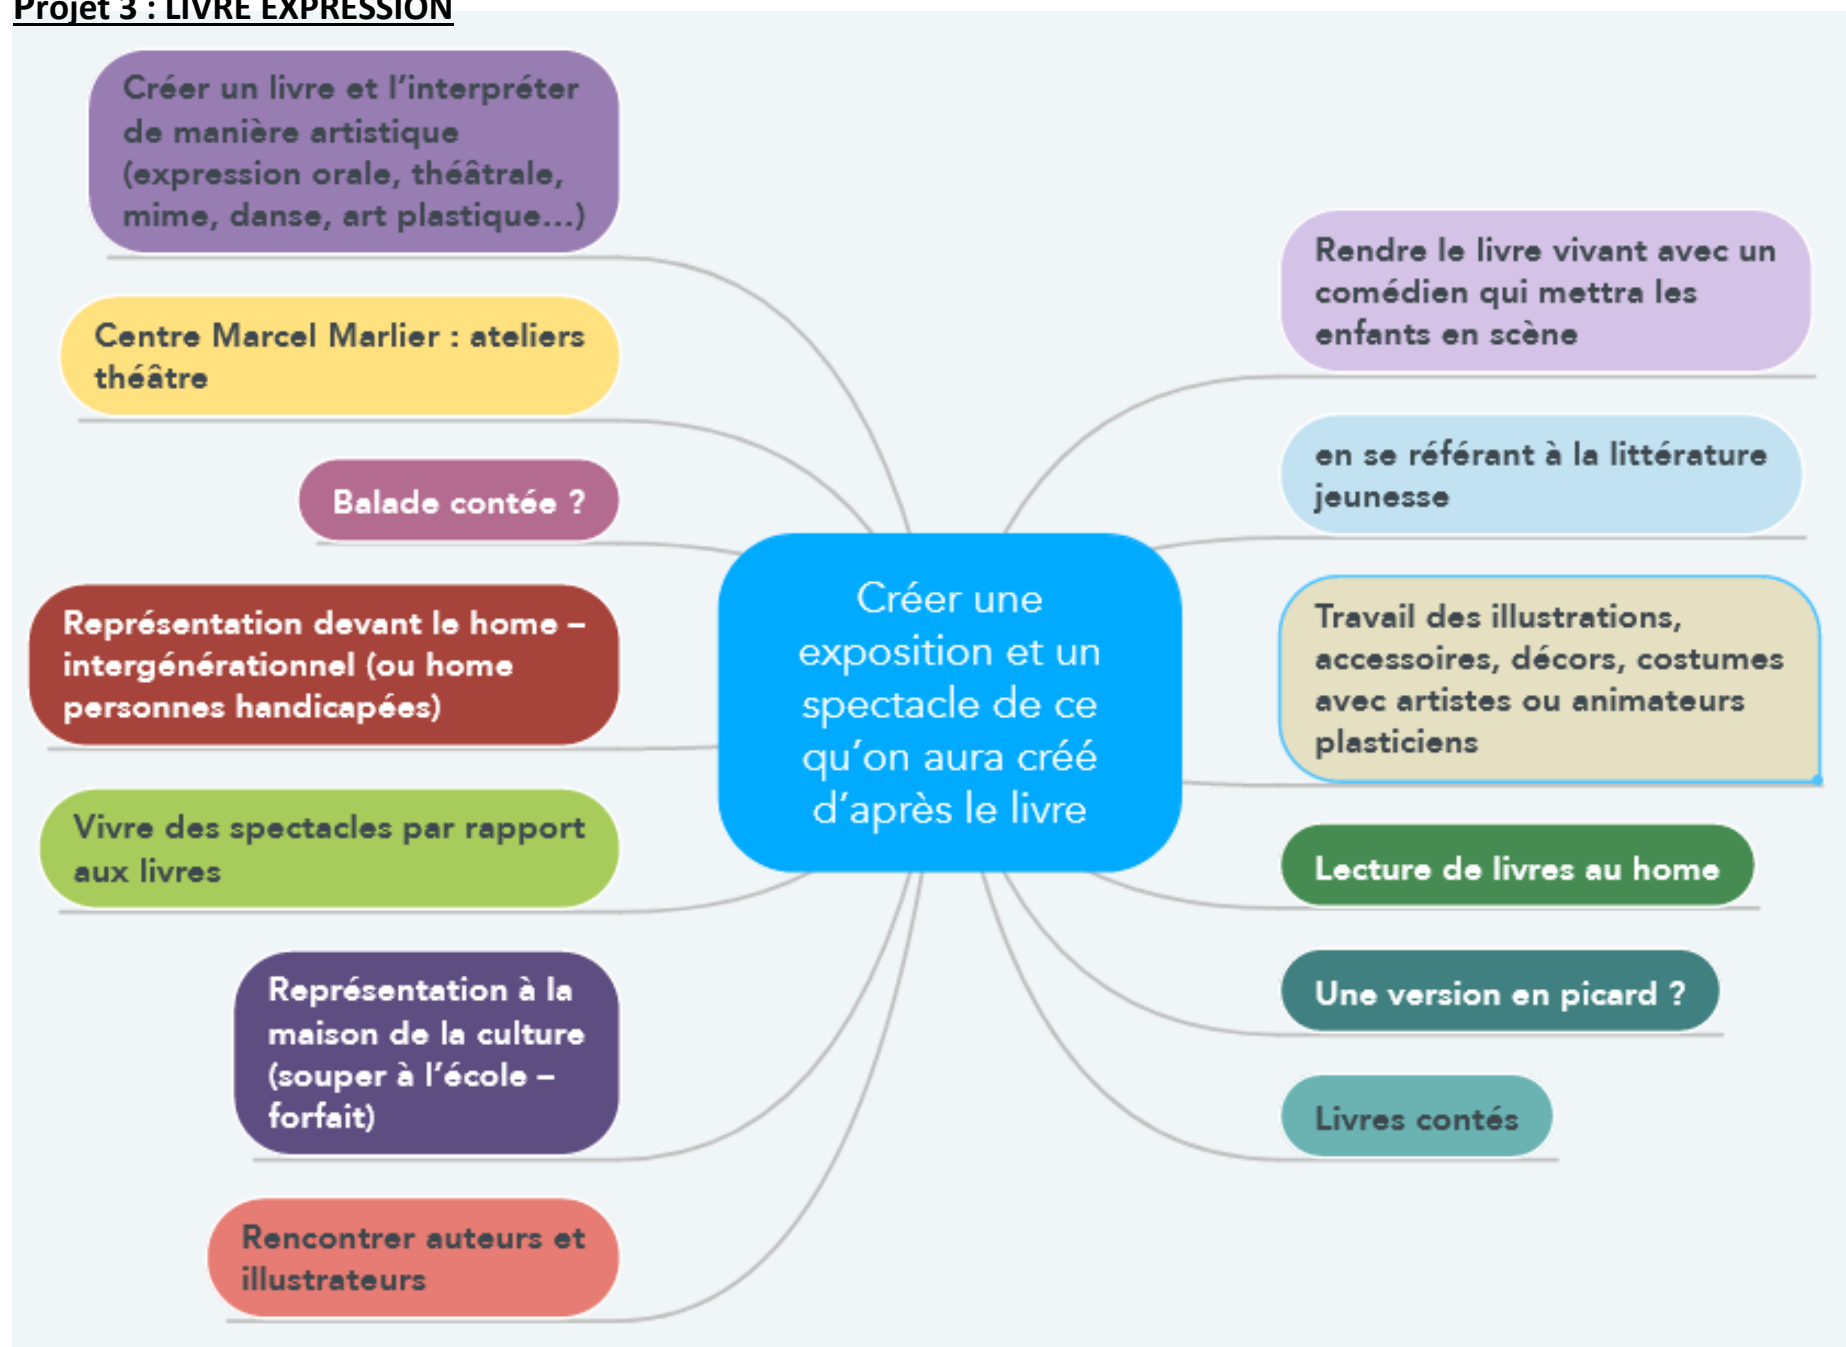 Projet 3 : LIVRE EXPRESSION
Créer un livre et l’interpréter
de manière artistique
(expression orale, théâtrale,
mime, danse, art plastique…)
Centre Marcel Marlier : ateliers
théâtre
Balade contée ?
Représentation devant le home –
intergénérationnel (ou home
personnes handicapées)
Vivre des spectacles par rapport
aux livres
Représentation à la
maison de la culture
(souper à l’école –
forfait)
Rencontrer auteurs et
illustrateurs
Créer une
exposition et un
spectacle de ce
qu’on aura créé
d’après le livre
Rendre le livre vivant avec un
comédien qui mettra les
enfants en scène
en se référant à la littérature
jeunesse
Travail des illustrations,
accessoires, décors, costumes
avec artistes ou animateurs
plasticiens
Lecture de livres au home
Une version en picard ?
Livres contés